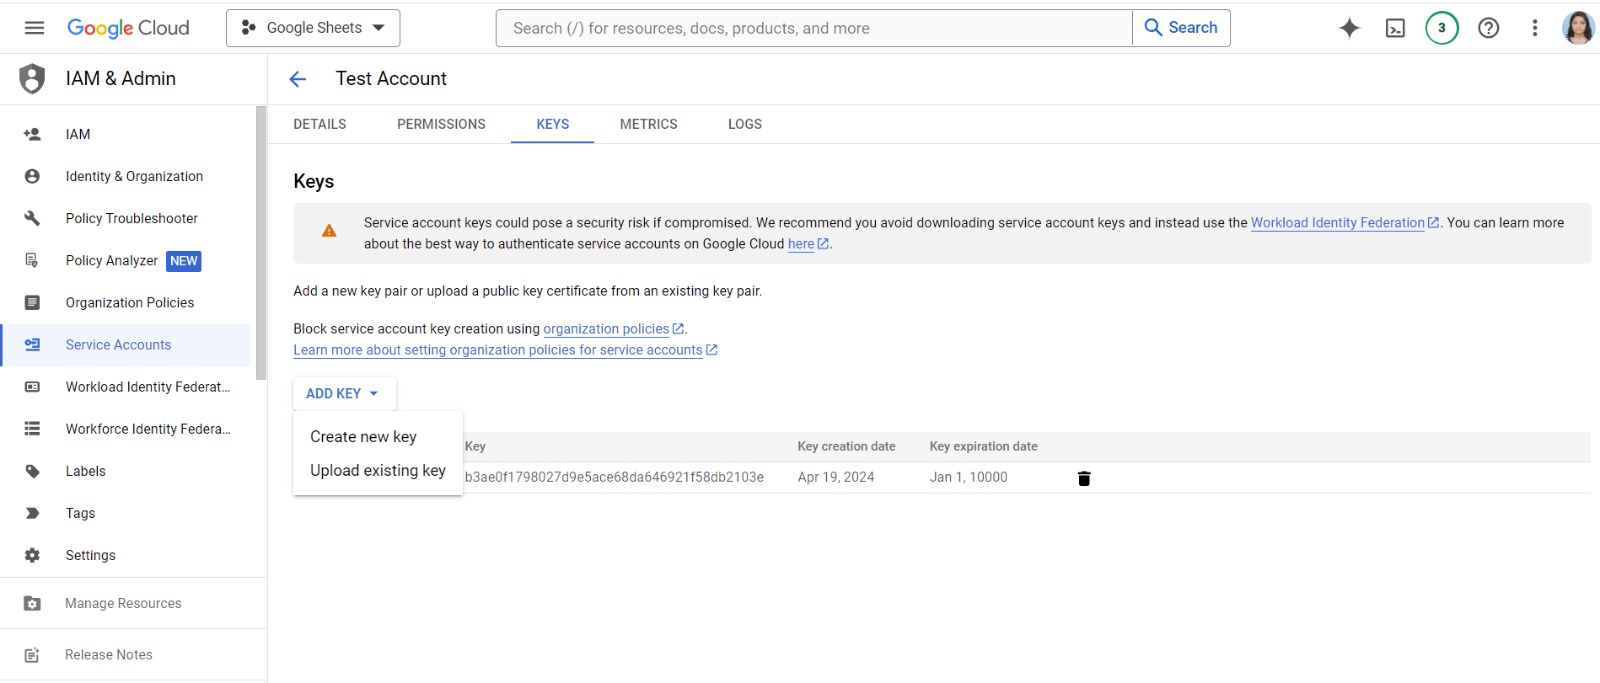 Google Cloud
Google Sheets
Search (/) for resources, docs, products, and more
Search
3
IAM & Admin
Test Account
IAM
Identity & Organization
Policy Troubleshooter
Policy Analyzer NEW
Organization Policies
Service Accounts
Workload Identity Federat...
Workforce Identity Federa...
Labels
Tags
Settings
Manage Resources
Release Notes
DETAILS PERMISSIONS KEYS METRICS LOGS
Keys
Service account keys could pose a security risk if compromised. We recommend you avoid downloading service account keys and instead use the Workload Identity Federation. You can learn more
about the best way to authenticate service accounts on Google Cloud here.
Add a new key pair or upload a public key certificate from an existing key pair.
Block service account key creation using organization policies.
Learn more about setting organization policies for service accounts
ADD KEY
Create new key
Upload existing key
Key Key creation date Key expiration date
b3ae0f1798027d9e5ace68da646921f58db2103e Apr 19, 2024 Jan 1, 10000